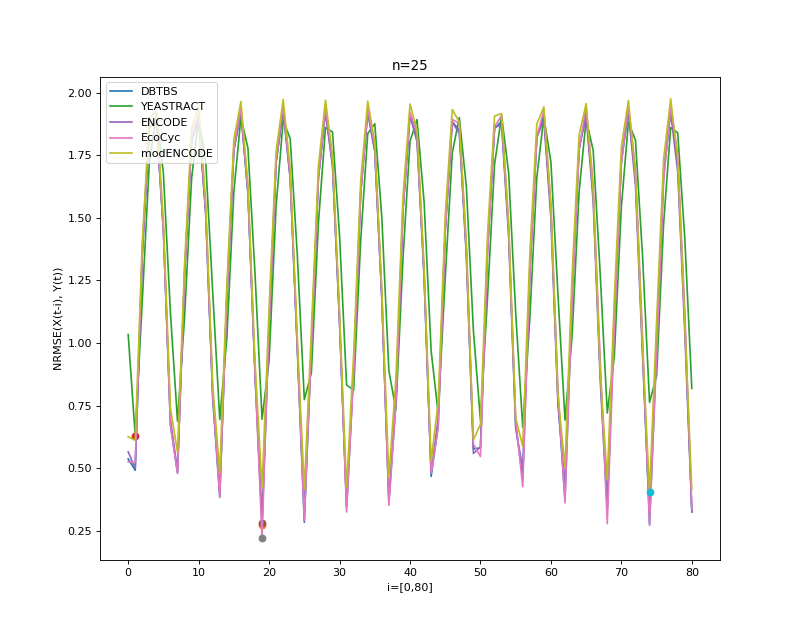 n=25
DBTBS
YEASTRACT
ENCODE
EcoCyc
modENCODE
2.00
1.75
1.50
1.25
1.00
0.75
0.50
0.25
NRMSE(X(t-i), Y(t))
0 10 20 30 40 50 60 70 80
i=[0,80]